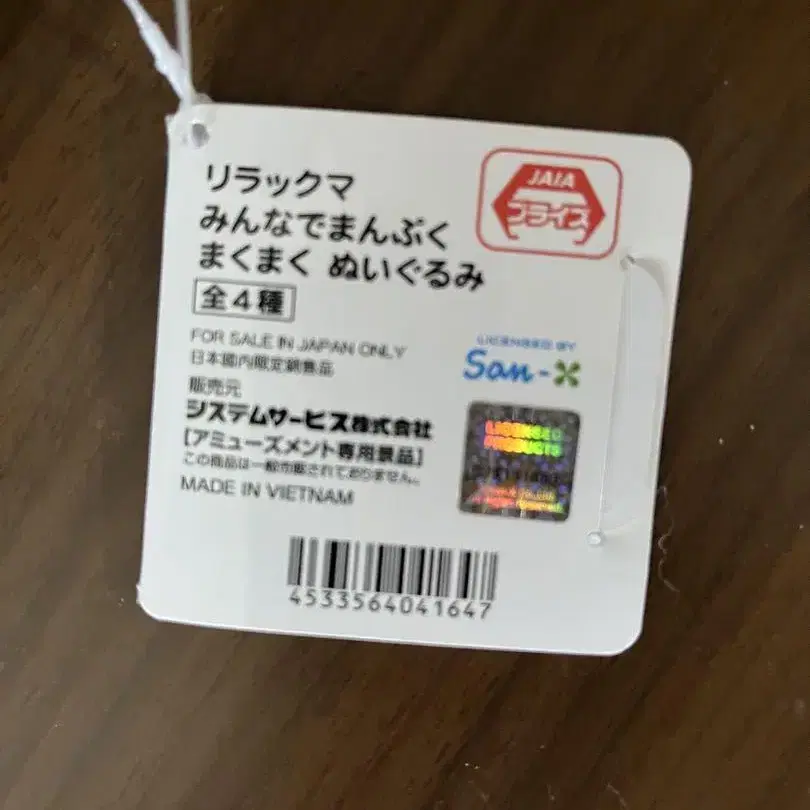 リラックマ
みんなでまんぷく
まくまく ぬいぐるみ
全4種
JAIA
プライズ
FOR SALE IN JAPAN ONLY
日本国内限定販売品
販売元
システムサービス株式会社
[アミューズメント専用景品]
この商品は一般市販されておりません。
MADE IN VIETNAM
LICENSED BY
San-X
LICENSED
PRODUCTS
4533564041647